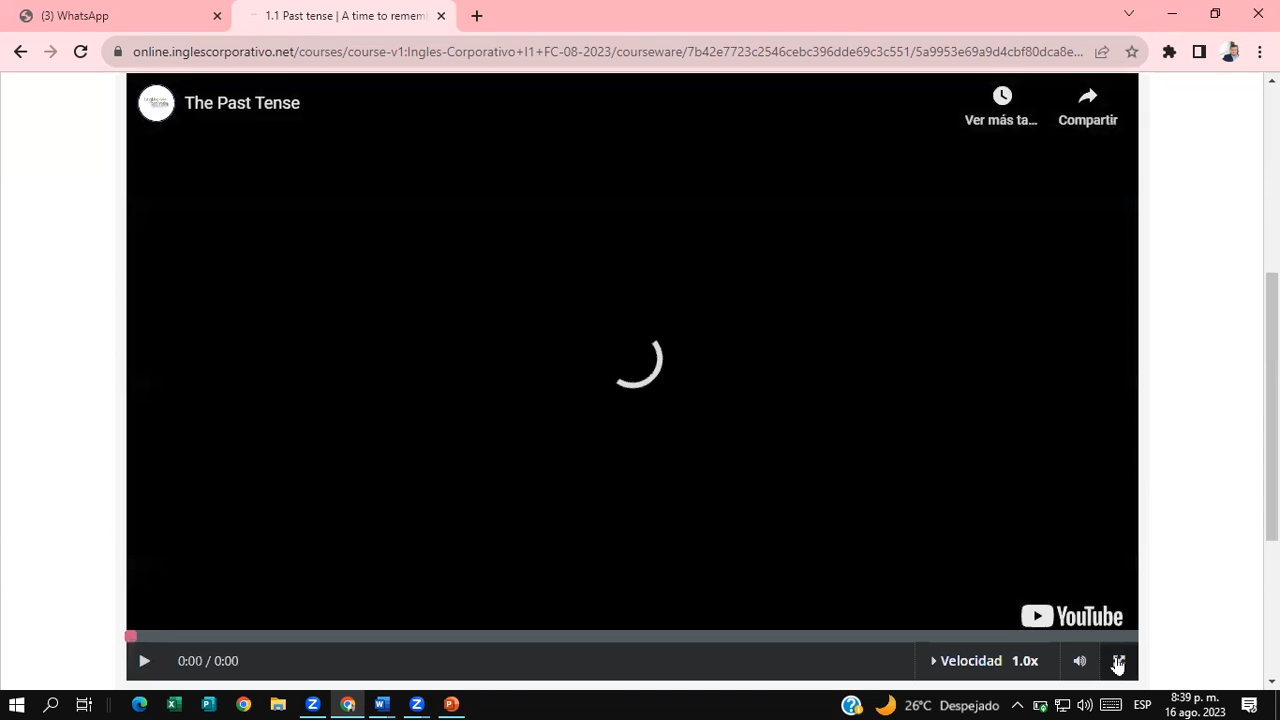 (3) WhatsApp
1.1 Past tense | A time to rememb
online.inglescorporativo.net/courses/course-v1:Ingles-Corporativo+I1+FC-08-2023/courseware/7b42e7723c2546cebc396dde69c3c551/5a9953e69a9d4cbf80dca8e...
The Past Tense
Ver más ta...
Compartir
YouTube
0:00 / 0:00
Velocidad 1.0x
26°C Despejado
ESP
8:39 p. m.
16 ago. 2023